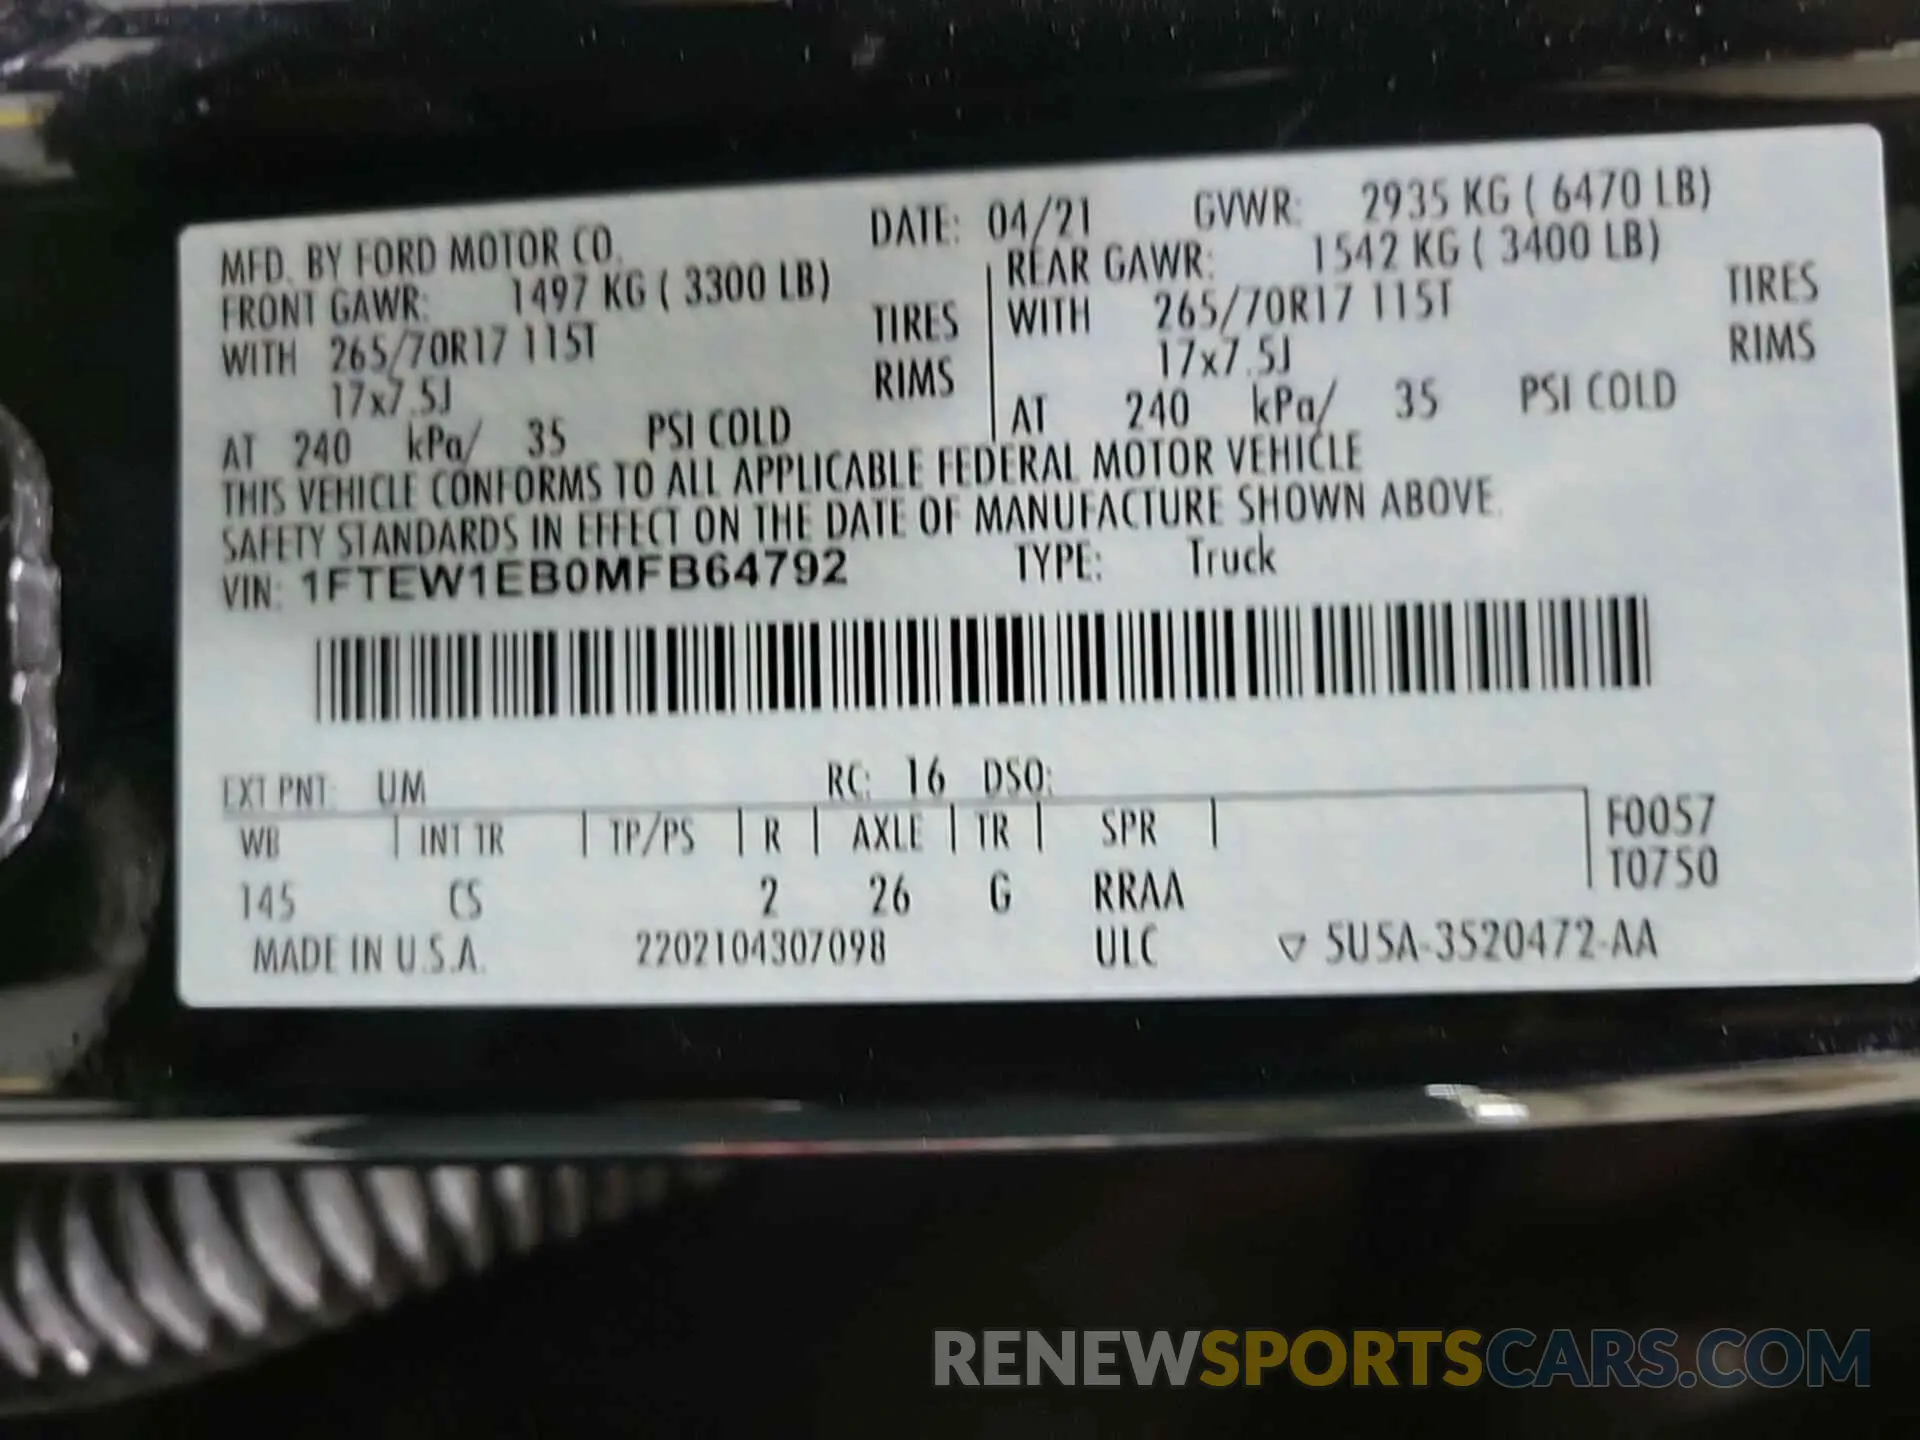 MFD. BY FORD MOTOR CO. DATE: 04/21 GVWR: 2935 KG ( 6470 LB)
FRONT GAWR: 1497 KG ( 3300 LB) REAR GAWR: 1542 KG ( 3400 LB)
WITH 265/70R17 115T TIRES WITH 265/70R17 115T TIRES
17x7.5J RIMS 17x7.5J RIMS
AT 240 kPa/ 35 PSI COLD AT 240 kPa/ 35 PSI COLD
THIS VEHICLE CONFORMS TO ALL APPLICABLE FEDERAL MOTOR VEHICLE
SAFETY STANDARDS IN EFFECT ON THE DATE OF MANUFACTURE SHOWN ABOVE.
VIN: 1FTEW1EB0MFB64792 TYPE: Truck
EXT PNT: UM RC: 16 DSO:
WB INT TR TP/PS R AXLE TR SPR F0057
T0750
145 CS 2 26 G RRAA
MADE IN U.S.A. 2202104307098 ULC ▽ 5U5A-3520472-AA
RENEWSPORTSCARS.COM